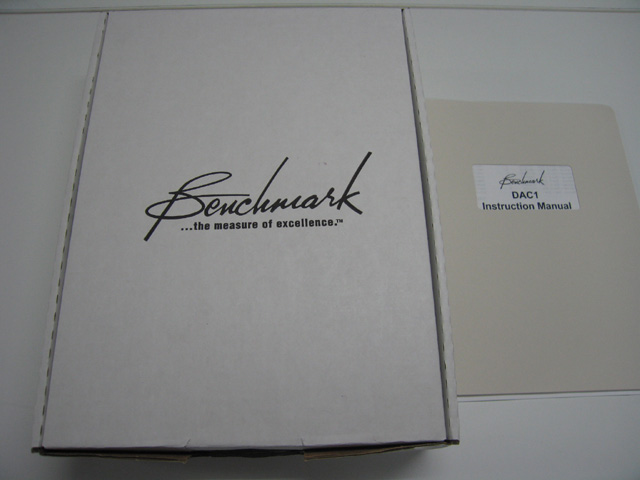 Benchmark
...the measure of excellence.™
Benchmark
DAC1
Instruction Manual